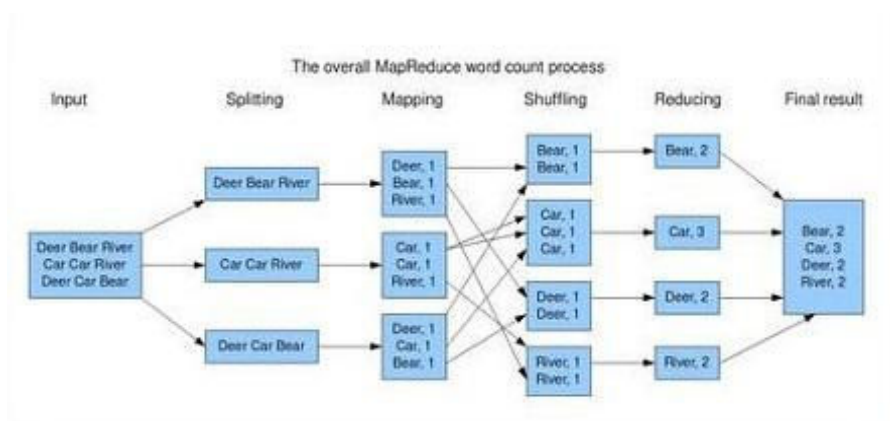 The overall MapReduce word count process
Input
Splitting
Mapping
Shuffling
Reducing
Final result
Deer Bear River
Car Car River
Deer Car Bear
Deer Bear River
Car Car River
Deer Car Bear
Deer, 1
Bear, 1
River, 1
Car, 1
Car, 1
River, 1
Deer, 1
Car, 1
Bear, 1
Bear, 1
Bear, 1
Car, 1
Car, 1
Car, 1
Deer, 1
Deer, 1
River, 1
River, 1
Bear, 2
Car, 3
Deer, 2
River, 2
Bear, 2
Car, 3
Deer, 2
River, 2